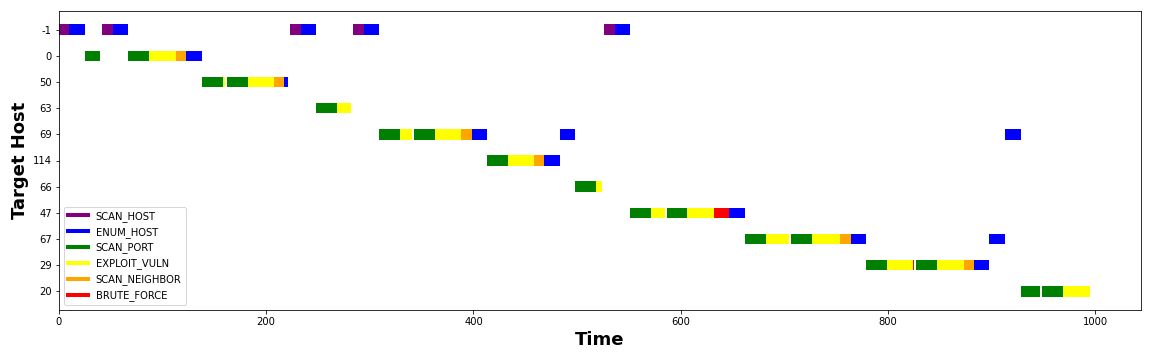 Target Host
-1
0
50
63
69
114
66
47
67
29
20
SCAN_HOST
ENUM_HOST
SCAN_PORT
EXPLOIT_VULN
SCAN_NEIGHBOR
BRUTE_FORCE
0 200 400 600 800 1000
Time